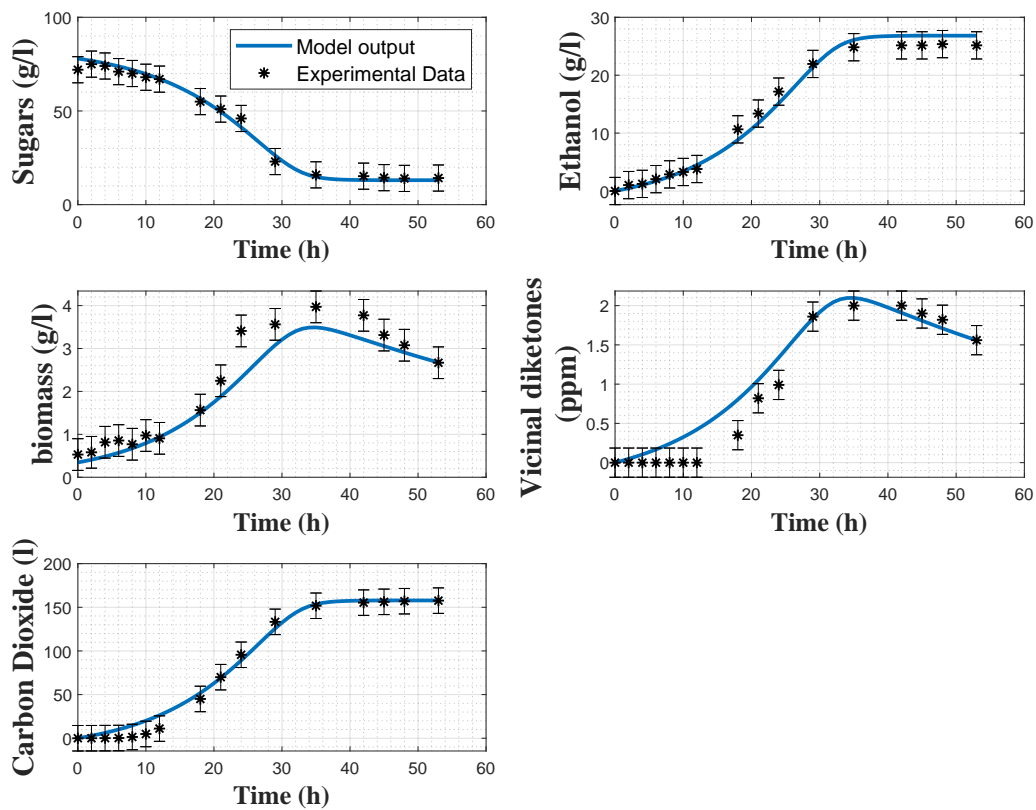 100
50
0
0 10 20 30 40 50 60
Sugars (g/l)
Time (h)
Model output
Experimental Data
30
20
10
0
0 10 20 30 40 50 60
Ethanol (g/l)
Time (h)
4
3
2
1
0
0 10 20 30 40 50 60
biomass (g/l)
Time (h)
2
1.5
1
0.5
0
0 10 20 30 40 50 60
Vicinal diketones
(ppm)
Time (h)
200
150
100
50
0
0 10 20 30 40 50 60
Carbon Dioxide (l)
Time (h)